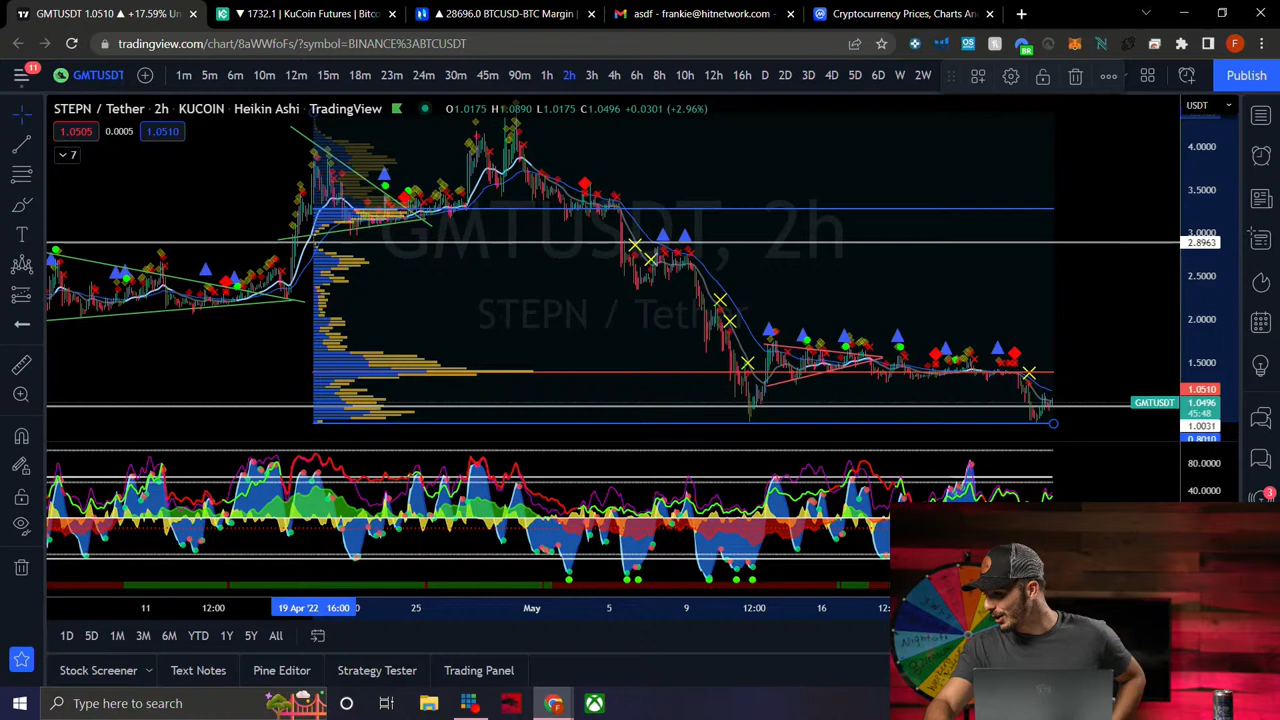 GMTUSDT 1.0510 ▲ +17.59% Un
▼ 1732.1 | KuCoin Futures | Bitco
▲ 28696.0 BTCUSD-BTC Margin |
asdf - frankie@hitnetwork.com -
Cryptocurrency Prices, Charts An
tradingview.com/chart/8aWWfoFs/?symbol=BINANCE%3ABTCUSDT
BR
F
11
GMTUSDT
1m 5m 6m 10m 12m 15m 18m 23m 24m 30m 45m 90m 1h 2h 3h 4h 6h 8h 10h 12h 16h D 2D 3D 4D 5D 6D W 2W
Publish
STEPN / Tether · 2h · KUCOIN · Heikin Ashi · TradingView
O1.0175 H1.0890 L1.0175 C1.0496 +0.0301 (+2.96%)
USDT
1.0505 0.0005 1.0510
7
GMTUSDT, 2h
STEPN / Tether
4.0000
3.5000
3.0000
2.8963
2.5000
2.0000
1.5000
1.0510
GMTUSDT 1.0496
45:48
1.0031
0.8010
80.0000
40.0000
3
11 12:00 19 Apr '22 16:00 25 May 5 9 12:00 16
1D 5D 1M 3M 6M YTD 1Y 5Y All
Stock Screener Text Notes Pine Editor Strategy Tester Trading Panel
Type here to search